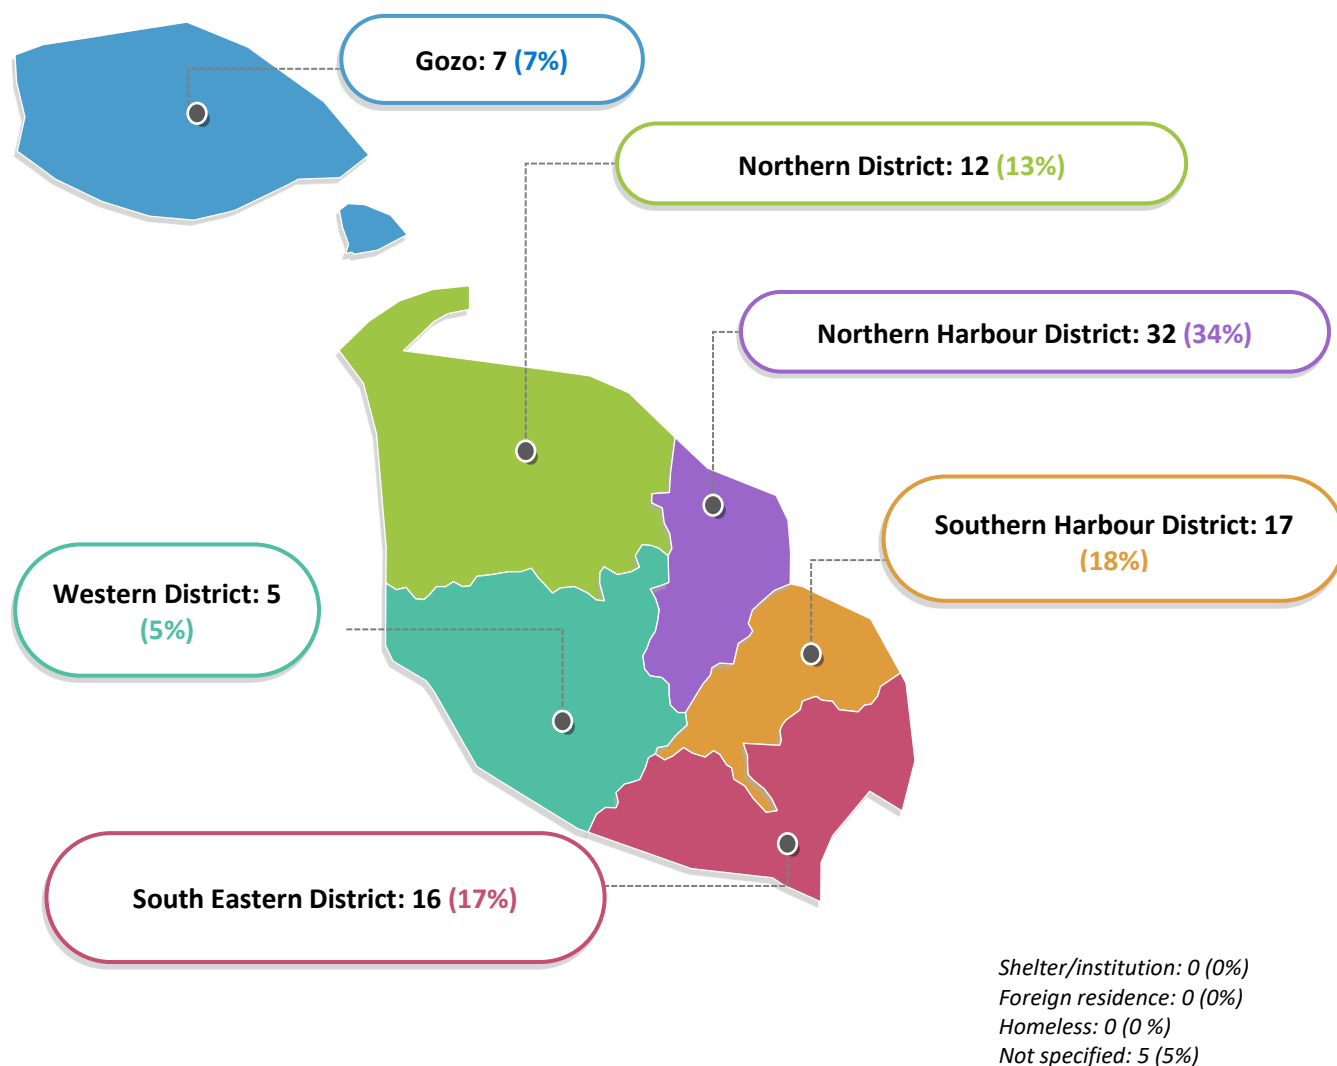 Gozo: 7 (7%)
Northern District: 12 (13%)
Northern Harbour District: 32 (34%)
Southern Harbour District: 17
(18%)
Western District: 5
(5%)
South Eastern District: 16 (17%)
Shelter/institution: 0 (0%)
Foreign residence: 0 (0%)
Homeless: 0 (0 %)
Not specified: 5 (5%)